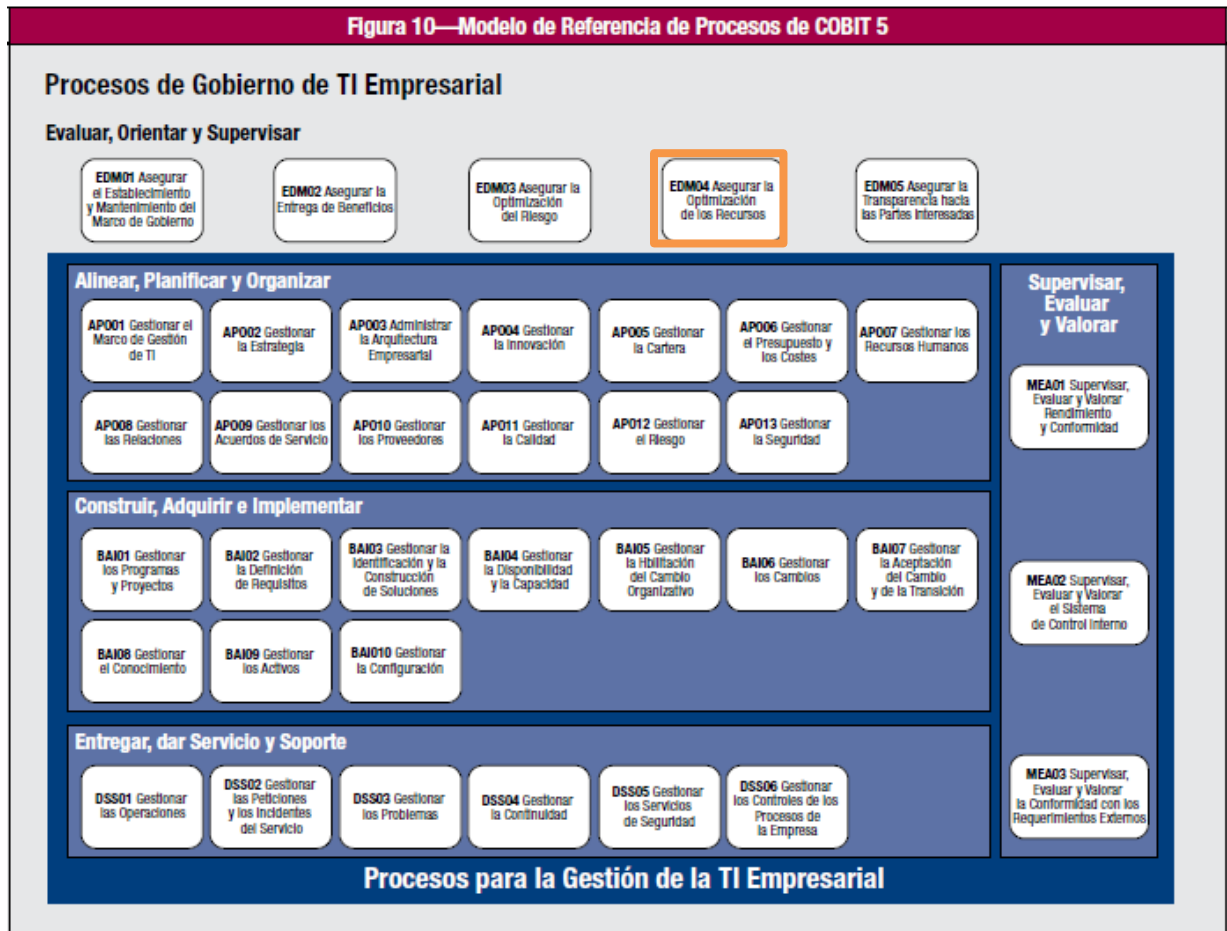 Figura 10—Modelo de Referencia de Procesos de COBIT 5
Procesos de Gobierno de TI Empresarial
Evaluar, Orientar y Supervisar
EDM01 Asegurar
el Establecimiento
y Mantenimiento del
Marco de Gobierno
EDM02 Asegurar la
Entrega de Beneficios
EDM03 Asegurar la
Optimización
del Riesgo
EDM04 Asegurar la
Optimización
de los Recursos
EDM05 Asegurar la
Transparencia hacia
las Partes Interesadas
Alinear, Planificar y Organizar
APO01 Gestionar el
Marco de Gestión
de TI
APO02 Gestionar
la Estrategia
APO03 Administrar
la Arquitectura
Empresarial
APO04 Gestionar
la Innovación
APO05 Gestionar
la Cartera
APO06 Gestionar
el Presupuesto y
los Costes
APO07 Gestionar los
Recursos Humanos
APO08 Gestionar
las Relaciones
APO09 Gestionar los
Acuerdos de Servicio
APO10 Gestionar
los Proveedores
APO11 Gestionar
la Calidad
APO12 Gestionar
el Riesgo
APO13 Gestionar
la Seguridad
Construir, Adquirir e Implementar
BAI01 Gestionar
los Programas
y Proyectos
BAI02 Gestionar
la Definición
de Requisitos
BAI03 Gestionar la
Identificación y la
Construcción
de Soluciones
BAI04 Gestionar
la Disponibilidad
y la Capacidad
BAI05 Gestionar
la Hbilitación
del Cambio
Organizativo
BAI06 Gestionar
los Cambios
BAI07 Gestionar
la Aceptación
del Cambio
y de la Transición
BAI08 Gestionar
el Conocimiento
BAI09 Gestionar
los Activos
BAI010 Gestionar
la Configuración
Entregar, dar Servicio y Soporte
DSS01 Gestionar
las Operaciones
DSS02 Gestionar
las Peticiones
y los Incidentes
del Servicio
DSS03 Gestionar
los Problemas
DSS04 Gestionar
la Continuidad
DSS05 Gestionar
los Servicios
de Seguridad
DSS06 Gestionar
los Controles de los
Procesos de
la Empresa
Supervisar,
Evaluar
y Valorar
MEA01 Supervisar,
Evaluar y Valorar
Rendimiento
y Conformidad
MEA02 Supervisar,
Evaluar y Valorar
el Sistema
de Control Interno
MEA03 Supervisar,
Evaluar y Valorar
la Conformidad con los
Requerimientos Externos
Procesos para la Gestión de la TI Empresarial